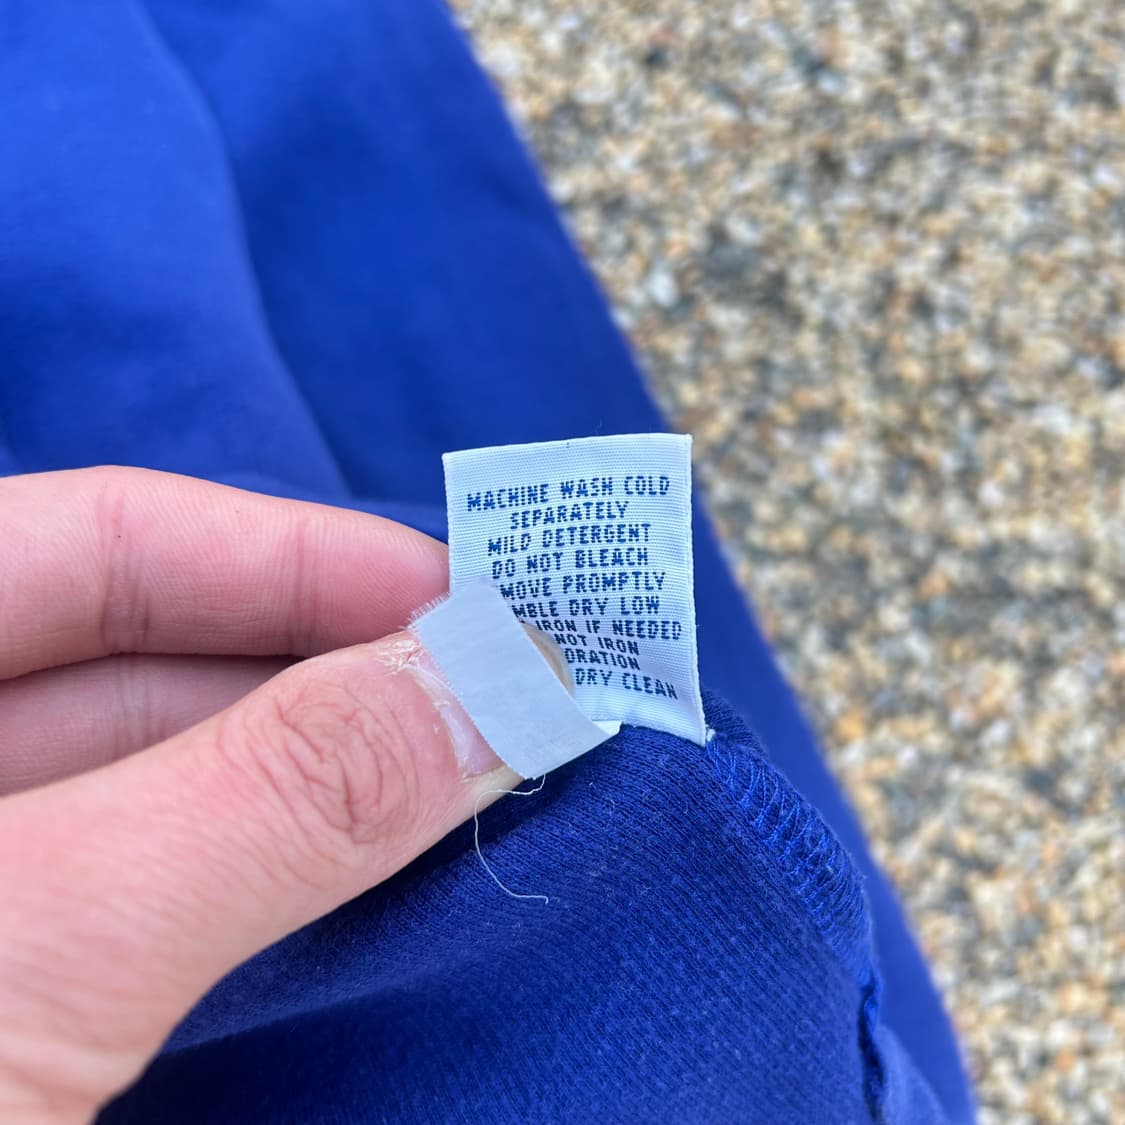 MACHINE WASH COLD
SEPARATELY
MILD DETERGENT
DO NOT BLEACH
MOVE PROMPTLY
MBLE DRY LOW
IRON IF NEEDED
NOT IRON
ORATION
DRY CLEAN